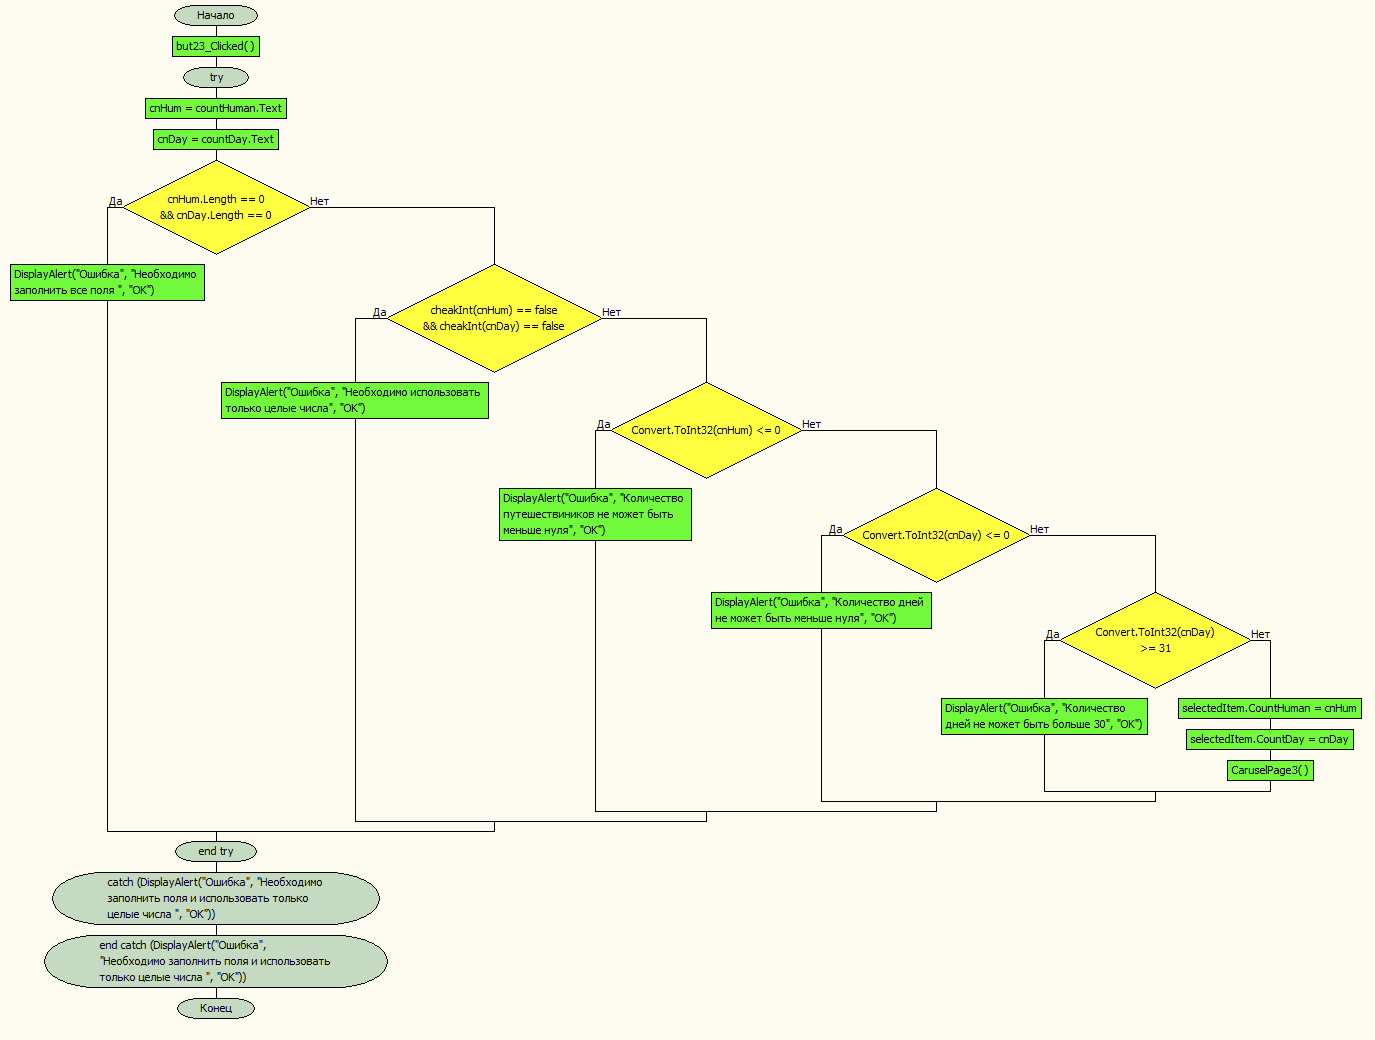 Начало
but23_Clicked()
try
cnHum = countHuman.Text
cnDay = countDay.Text
cnHum.Length == 0
&& cnDay.Length == 0
Да
Нет
DisplayAlert("Ошибка", "Необходимо
заполнить все поля ", "OK")
cheakInt(cnHum) == false
&& cheakInt(cnDay) == false
Да
Нет
DisplayAlert("Ошибка", "Необходимо использовать
только целые числа", "OK")
Convert.ToInt32(cnHum) <= 0
Да
Нет
DisplayAlert("Ошибка", "Количество
путешествиников не может быть
меньше нуля", "OK")
Convert.ToInt32(cnDay) <= 0
Да
Нет
DisplayAlert("Ошибка", "Количество дней
не может быть меньше нуля", "OK")
Convert.ToInt32(cnDay)
>= 31
Да
Нет
DisplayAlert("Ошибка", "Количество
дней не может быть больше 30", "OK")
selectedItem.CountHuman = cnHum
selectedItem.CountDay = cnDay
CaruselPage3()
end try
catch (DisplayAlert("Ошибка", "Необходимо
заполнить поля и использовать только
целые числа ", "OK"))
end catch (DisplayAlert("Ошибка",
"Необходимо заполнить поля и использовать
только целые числа ", "OK"))
Конец